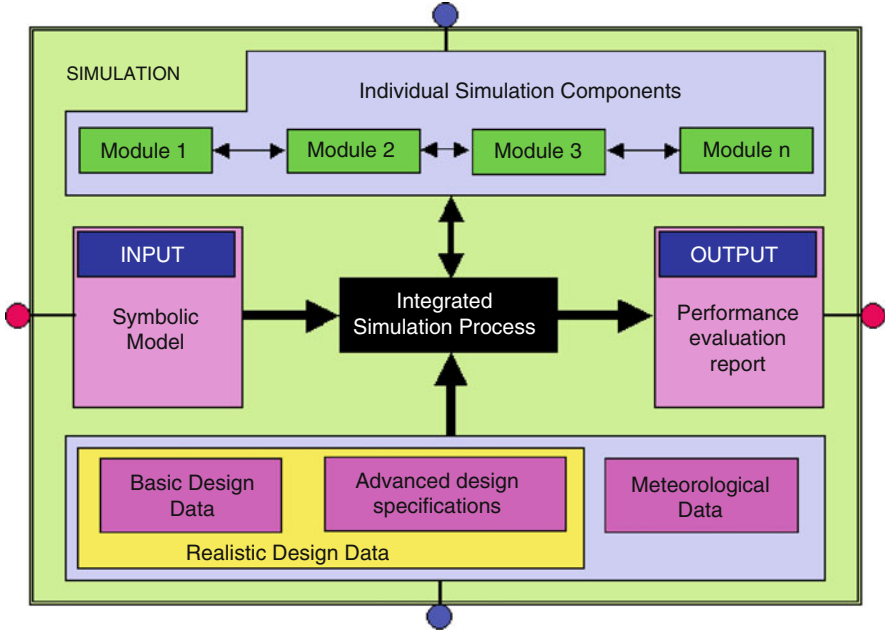 SIMULATION
Individual Simulation Components
Module 1
Module 2
Module 3
Module n
INPUT
Symbolic
Model
Integrated
Simulation Process
OUTPUT
Performance
evaluation
report
Basic Design
Data
Advanced design
specifications
Realistic Design Data
Meteorological
Data